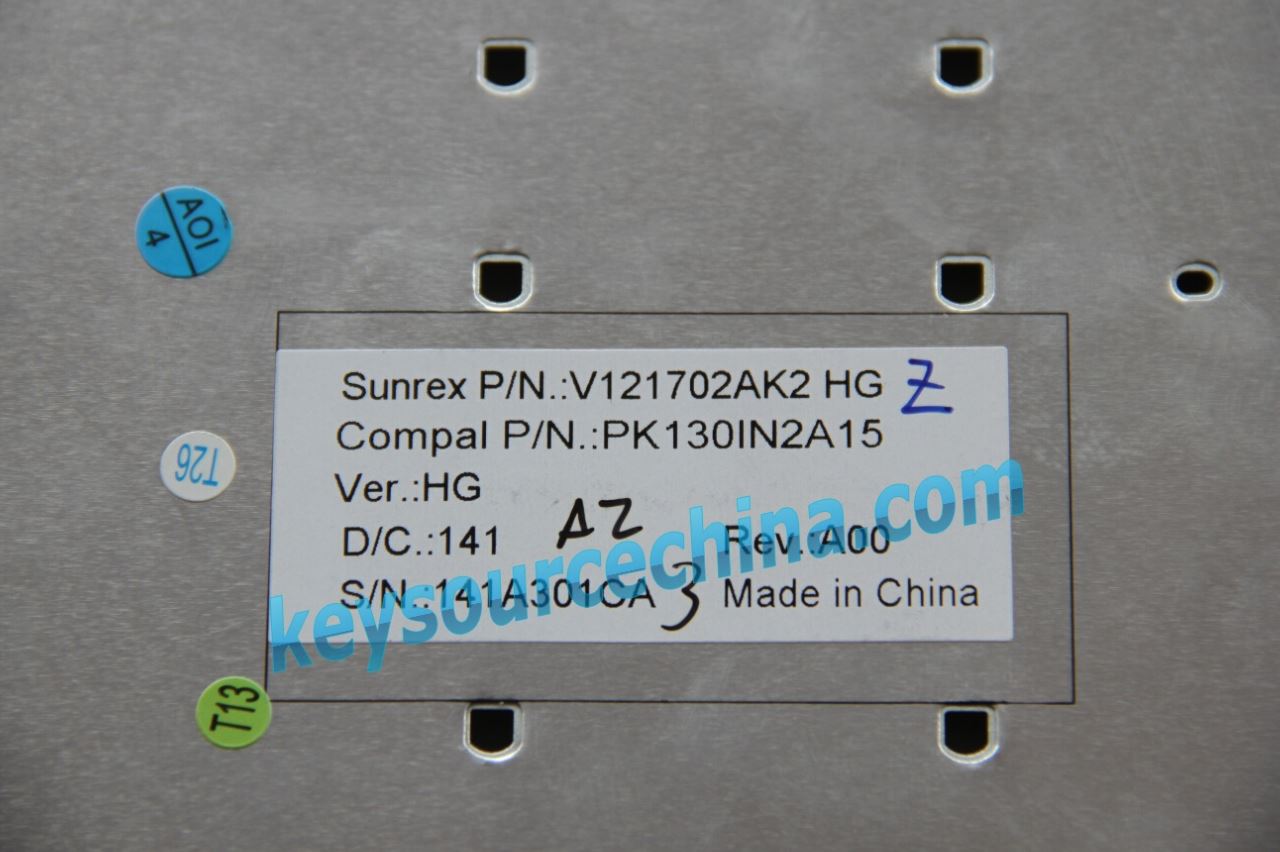 AOI
4
Sunrex P/N.:V121702AK2 HG Z
Compal P/N.:PK130IN2A15
Ver.:HG
T26
D/C.:141 AZ Rev.:A00
S/N.:141A301CA 3 Made in China
keysourcechina.com
T13